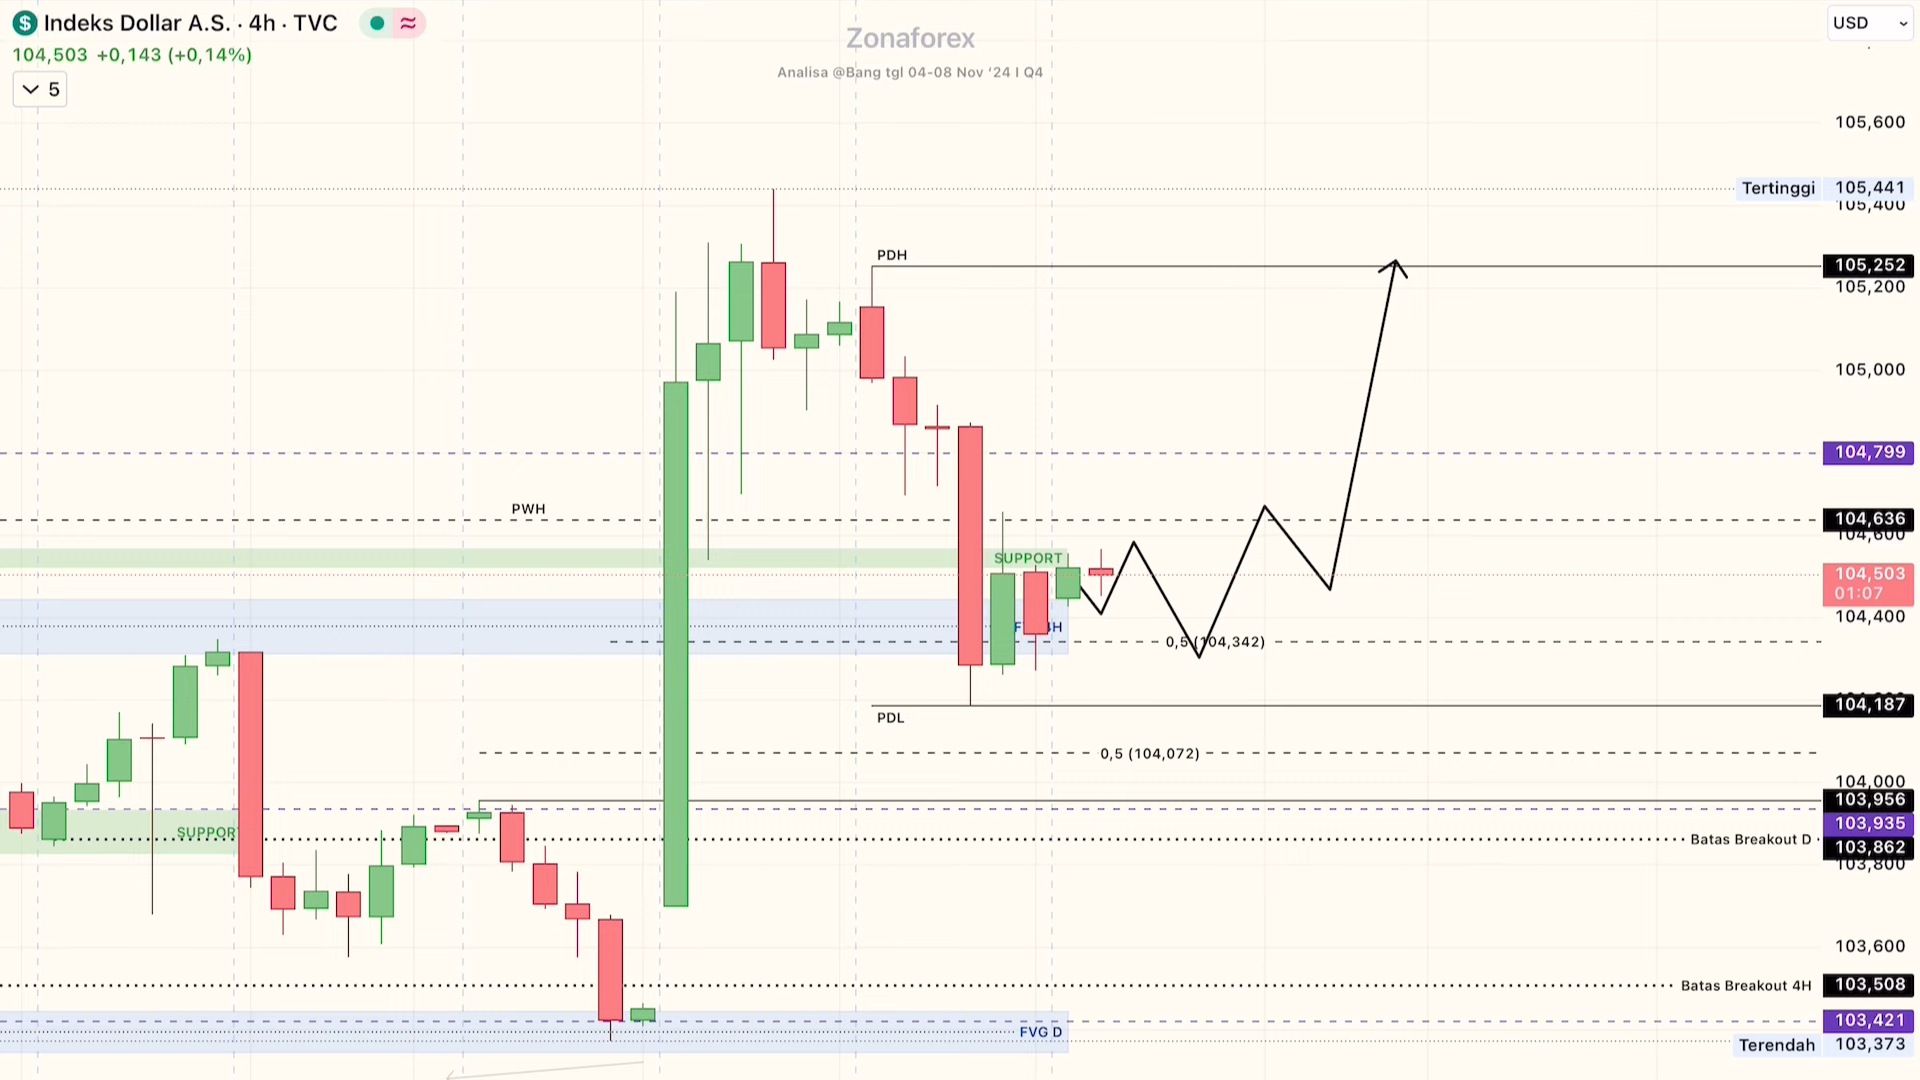 Indeks Dollar A.S. · 4h · TVC
104,503 +0,143 (+0,14%)
5
Zonaforex
Analisa @Bang tgl 04-08 Nov '24 I Q4
USD
105,600
Tertinggi 105,441
105,400
PDH
105,252
105,200
105,000
104,799
PWH
104,636
104,600
SUPPORT
104,503
01:07
104,400
0,5 (104,342)
104,187
PDL
0,5 (104,072)
104,000
103,956
103,935
SUPPORT
Batas Breakout D 103,862
103,800
103,600
Batas Breakout 4H 103,508
103,421
FVG D
Terendah 103,373